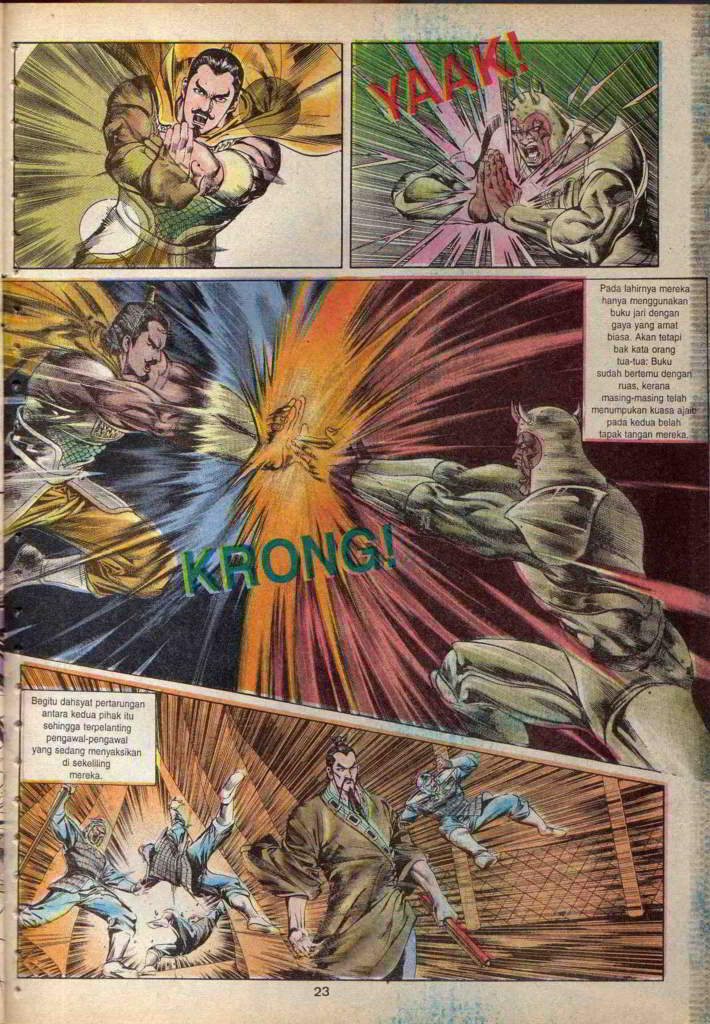 YAAK!
Pada lahirnya mereka
hanya menggunakan
buku jari dengan
gaya yang amat
biasa. Akan tetapi
bak kata orang
tua-tua: Buku
sudah bertemu dengan
ruas, kerana
masing-masing telah
menumpukan kuasa ajaib
pada kedua belah
tapak tangan mereka.
KRONG!
Begitu dahsyat pertarungan
antara kedua pihak itu
sehingga terpelanting
pengawal-pengawal
yang sedang menyaksikan
di sekeliling
mereka.
23